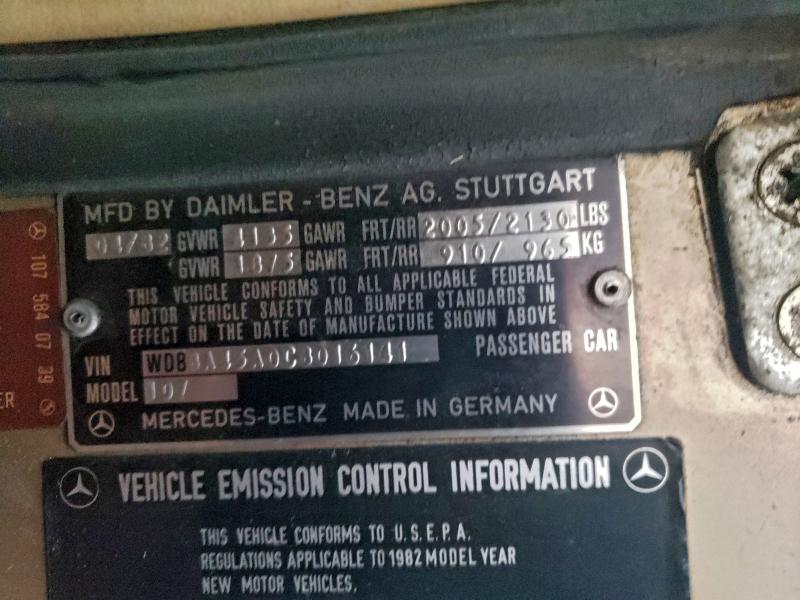 MFD BY DAIMLER-BENZ AG. STUTTGART
GVWR 4135 GAWR FRT/RR 2005/2130 LBS
GVWR 1875 GAWR FRT/RR 910/ 965 KG
THIS VEHICLE CONFORMS TO ALL APPLICABLE FEDERAL
MOTOR VEHICLE SAFETY AND BUMPER STANDARDS IN
EFFECT ON THE DATE OF MANUFACTURE SHOWN ABOVE
VIN WDBBA45A0CB016141 PASSENGER CAR
MODEL 107
MERCEDES-BENZ MADE IN GERMANY
107 584 07 39
ER
VEHICLE EMISSION CONTROL INFORMATION
THIS VEHICLE CONFORMS TO U.S.E.P.A.
REGULATIONS APPLICABLE TO 1982 MODEL YEAR
NEW MOTOR VEHICLES.